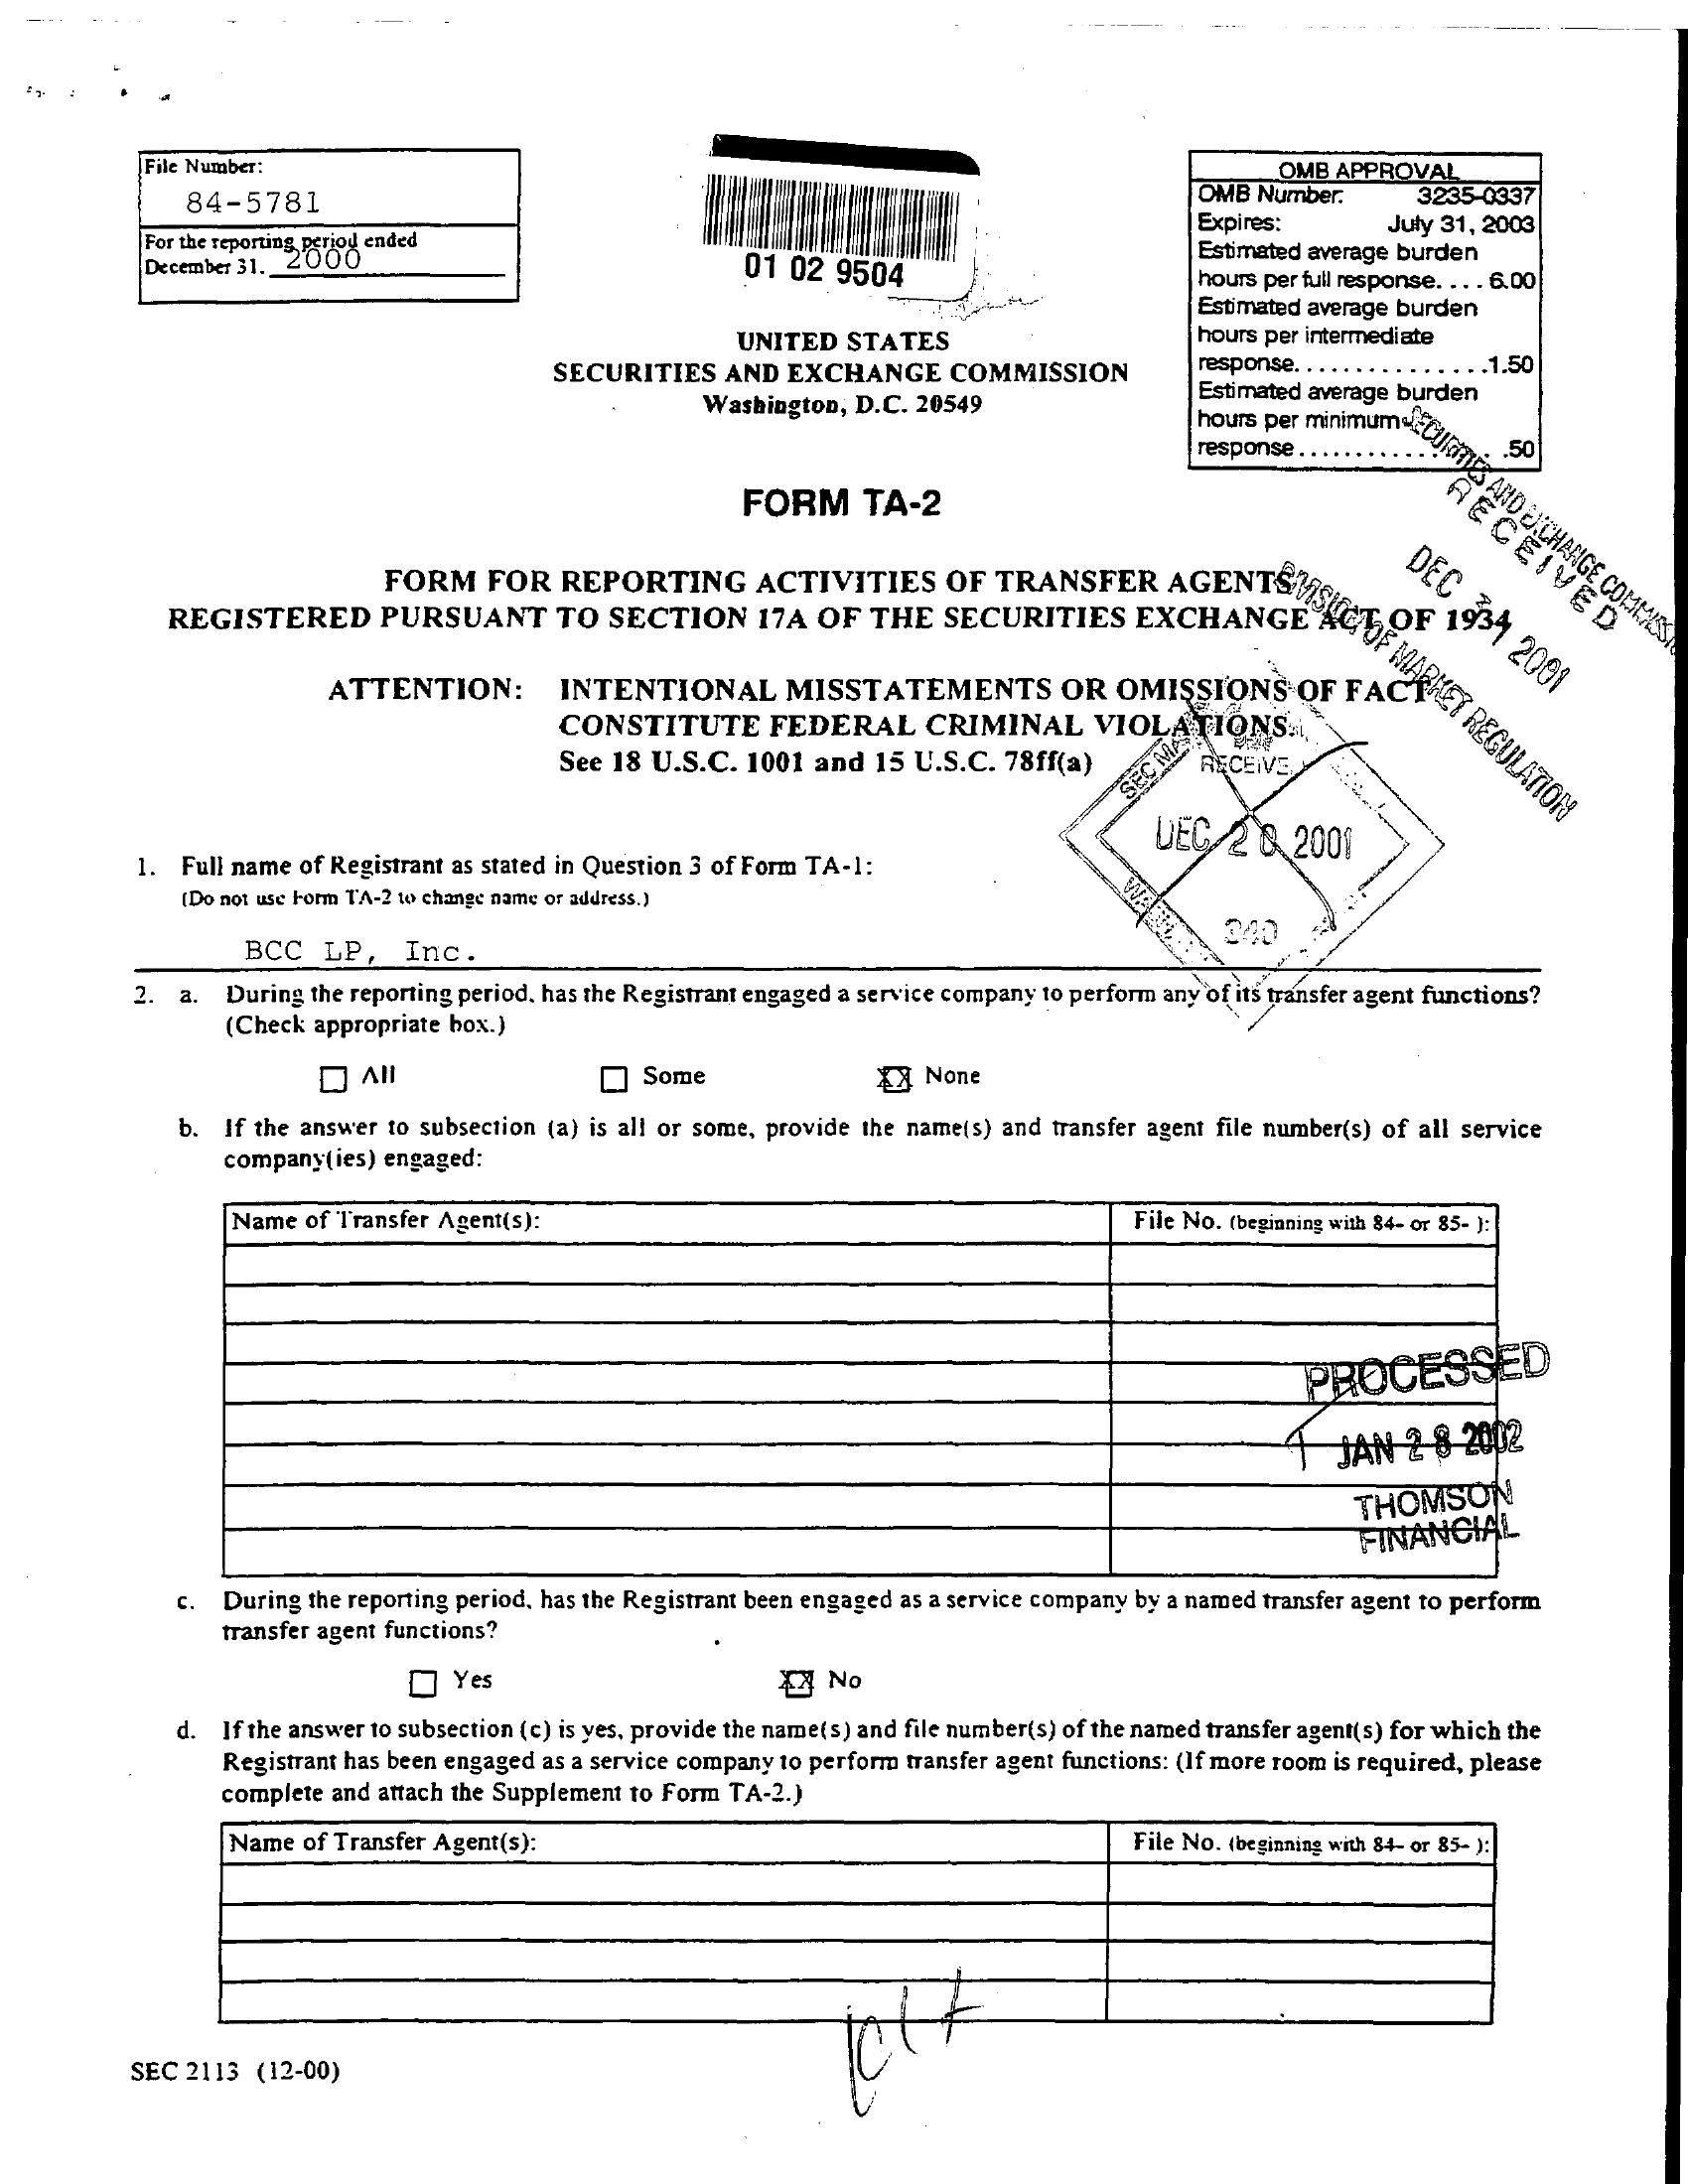 File Number:
84-5781
For the reporting period ended
December 31. 2000
01 02 9504
OMB APPROVAL
OMB Number: 3235-0337
Expires: July 31, 2003
Estimated average burden
hours per full response. . . . 6.00
Estimated average burden
hours per intermediate
response. . . . . . . . . . . . . . . 1.50
Estimated average burden
hours per minimum
response . . . . . . . . . . . . . . .50
UNITED STATES
SECURITIES AND EXCHANGE COMMISSION
Washington, D.C. 20549
SECURITIES AND EXCHANGE COMMISSION
RECEIVED
DEC 2001
DIVISION OF MARKET REGULATION
FORM TA-2
FORM FOR REPORTING ACTIVITIES OF TRANSFER AGENTS
REGISTERED PURSUANT TO SECTION 17A OF THE SECURITIES EXCHANGE ACT OF 1934
ATTENTION: INTENTIONAL MISSTATEMENTS OR OMISSIONS OF FACT
CONSTITUTE FEDERAL CRIMINAL VIOLATIONS.
See 18 U.S.C. 1001 and 15 U.S.C. 78ff(a)
SEC
RECEIVE
DEC 2001
340
1. Full name of Registrant as stated in Question 3 of Form TA-1:
(Do not use Form TA-2 to change name or address.)
BCC LP, Inc.
2. a. During the reporting period, has the Registrant engaged a service company to perform any of its transfer agent functions?
(Check appropriate box.)
☐ All ☐ Some XX None
b. If the answer to subsection (a) is all or some, provide the name(s) and transfer agent file number(s) of all service
company(ies) engaged:
Name of Transfer Agent(s): File No. (beginning with 84- or 85- ):
PROCESSED
JAN 28 2002
THOMSON
FINANCIAL
c. During the reporting period, has the Registrant been engaged as a service company by a named transfer agent to perform
transfer agent functions?
☐ Yes XX No
d. If the answer to subsection (c) is yes, provide the name(s) and file number(s) of the named transfer agent(s) for which the
Registrant has been engaged as a service company to perform transfer agent functions: (If more room is required, please
complete and attach the Supplement to Form TA-2.)
Name of Transfer Agent(s): File No. (beginning with 84- or 85- ):
SEC 2113 (12-00)